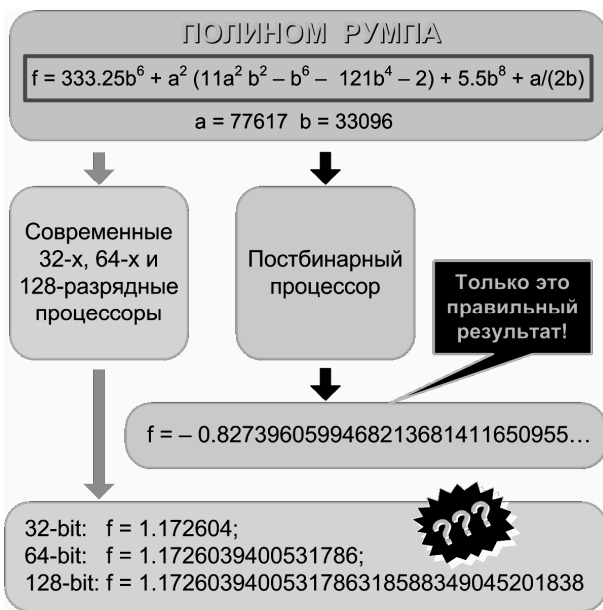 ПОЛИНОМ РУМПА
f = 333.25b⁶ + a² (11a² b² – b⁶ – 121b⁴ – 2) + 5.5b⁸ + a/(2b)
a = 77617 b = 33096
Современные
32-х, 64-х и
128-разрядные
процессоры
Постбинарный
процессор
Только это
правильный
результат!
f = – 0.827396059946821368141165095​5…
???
32-bit: f = 1.172604;
64-bit: f = 1.1726039400531786;
128-bit: f = 1.1726039400531786318588349045201838